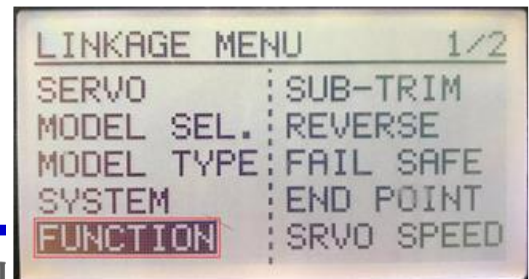 LINKAGE MENU 1/2
SERVO
MODEL SEL.
MODEL TYPE
SYSTEM
FUNCTION
SUB-TRIM
REVERSE
FAIL SAFE
END POINT
SRVO SPEED